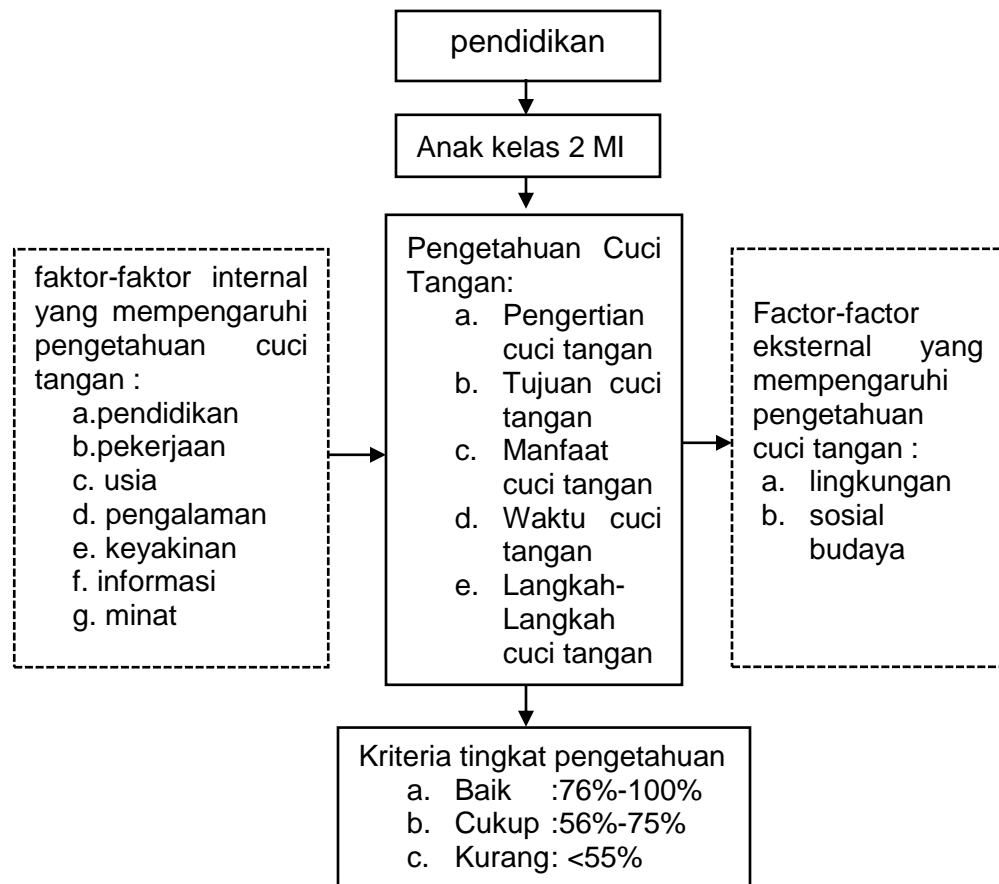 pendidikan
Anak kelas 2 MI
faktor-faktor internal
yang mempengaruhi
pengetahuan cuci
tangan :
a.pendidikan
b.pekerjaan
c. usia
d. pengalaman
e. keyakinan
f. informasi
g. minat
Pengetahuan Cuci
Tangan:
a. Pengertian
cuci tangan
b. Tujuan cuci
tangan
c. Manfaat
cuci tangan
d. Waktu cuci
tangan
e. Langkah-
Langkah
cuci tangan
Factor-factor
eksternal yang
mempengaruhi
pengetahuan
cuci tangan :
a. lingkungan
b. sosial
budaya
Kriteria tingkat pengetahuan
a. Baik :76%-100%
b. Cukup :56%-75%
c. Kurang: <55%